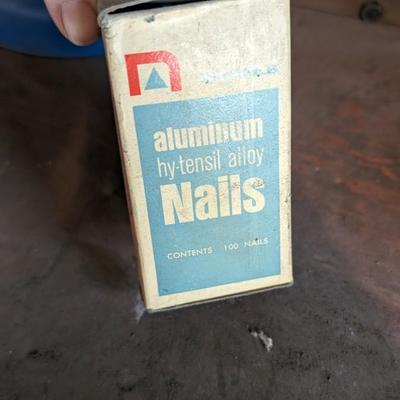 aluminum
hy-tensil alloy
Nails
CONTENTS 100 NAILS